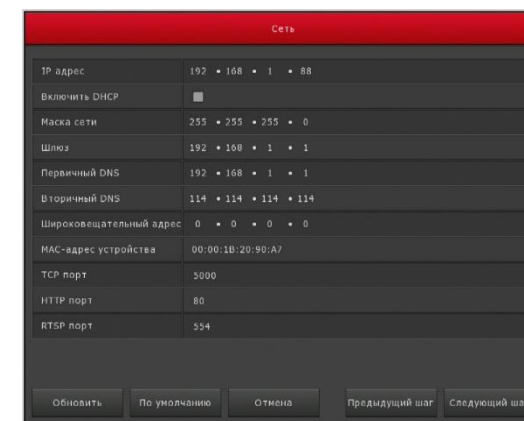 Сеть
IP адрес 192 • 168 • 1 • 88
Включить DHCP
Маска сети 255 • 255 • 255 • 0
Шлюз 192 • 168 • 1 • 1
Первичный DNS 192 • 168 • 1 • 1
Вторичный DNS 114 • 114 • 114 • 114
Широковещательный адрес 0 • 0 • 0 • 0
MAC-адрес устройства 00:00:1B:20:90:A7
TCP порт 5000
HTTP порт 80
RTSP порт 554
Обновить По умолчанию Отмена Предыдущий шаг Следующий ша